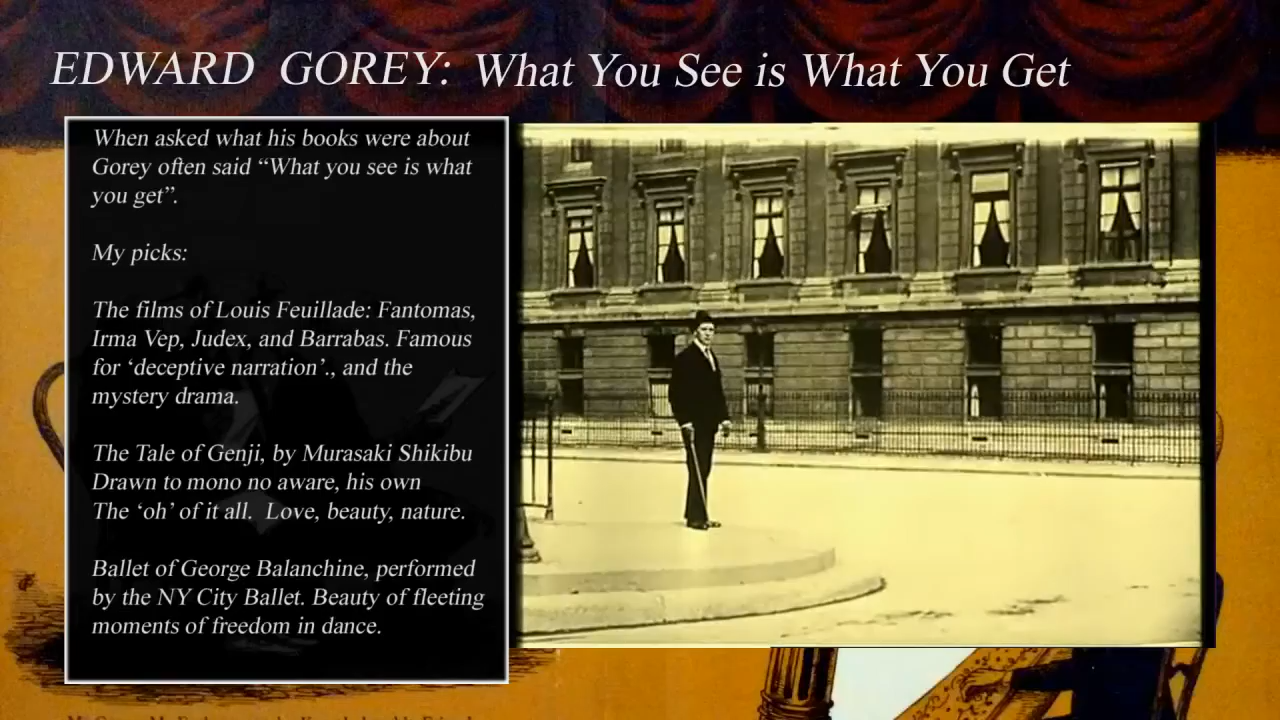 EDWARD GOREY: What You See is What You Get
When asked what his books were about
Gorey often said “What you see is what
you get”.
My picks:
The films of Louis Feuillade: Fantomas,
Irma Vep, Judex, and Barrabas. Famous
for ‘deceptive narration’., and the
mystery drama.
The Tale of Genji, by Murasaki Shikibu
Drawn to mono no aware, his own
The ‘oh’ of it all. Love, beauty, nature.
Ballet of George Balanchine, performed
by the NY City Ballet. Beauty of fleeting
moments of freedom in dance.